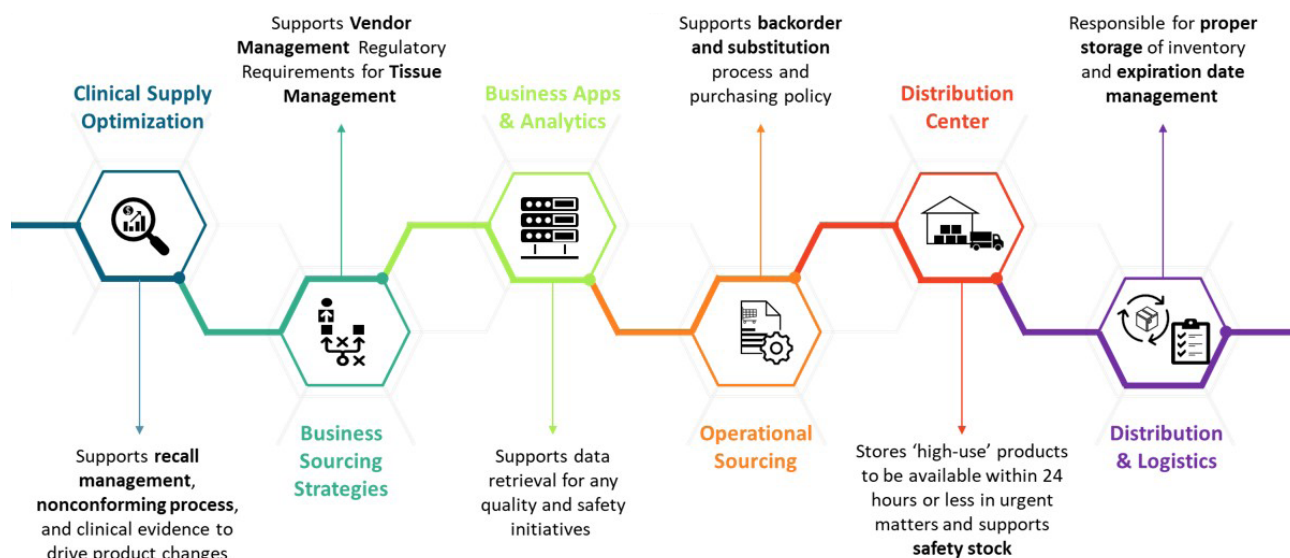 Clinical Supply
Optimization
Supports recall
management,
nonconforming process,
and clinical evidence to
drive product changes
Supports Vendor
Management Regulatory
Requirements for Tissue
Management
Business
Sourcing
Strategies
Business Apps
& Analytics
Supports data
retrieval for any
quality and safety
initiatives
Supports backorder
and substitution
process and
purchasing policy
Operational
Sourcing
Distribution
Center
Stores ‘high-use’ products
to be available within 24
hours or less in urgent
matters and supports
safety stock
Responsible for proper
storage of inventory
and expiration date
management
Distribution
& Logistics